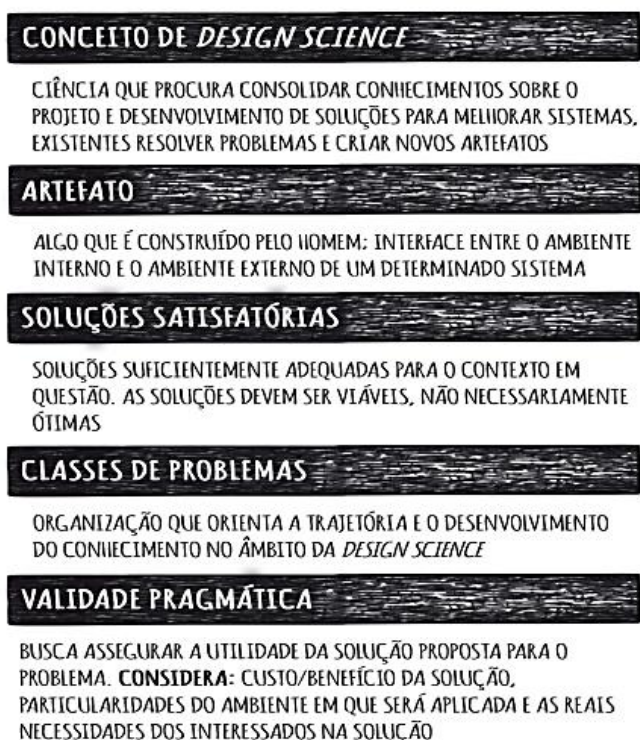 CONCEITO DE DESIGN SCIENCE
CIÊNCIA QUE PROCURA CONSOLIDAR CONHECIMENTOS SOBRE O
PROJETO E DESENVOLVIMENTO DE SOLUÇÕES PARA MELHORAR SISTEMAS,
EXISTENTES RESOLVER PROBLEMAS E CRIAR NOVOS ARTEFATOS
ARTEFATO
ALGO QUE É CONSTRUÍDO PELO HOMEM; INTERFACE ENTRE O AMBIENTE
INTERNO E O AMBIENTE EXTERNO DE UM DETERMINADO SISTEMA
SOLUÇÕES SATISFATÓRIAS
SOLUÇÕES SUFICIENTEMENTE ADEQUADAS PARA O CONTEXTO EM
QUESTÃO. AS SOLUÇÕES DEVEM SER VIÁVEIS, NÃO NECESSARIAMENTE
ÓTIMAS
CLASSES DE PROBLEMAS
ORGANIZAÇÃO QUE ORIENTA A TRAJETÓRIA E O DESENVOLVIMENTO
DO CONHECIMENTO NO ÂMBITO DA DESIGN SCIENCE
VALIDADE PRAGMÁTICA
BUSCA ASSEGURAR A UTILIDADE DA SOLUÇÃO PROPOSTA PARA O
PROBLEMA. CONSIDERA: CUSTO/BENEFÍCIO DA SOLUÇÃO,
PARTICULARIDADES DO AMBIENTE EM QUE SERÁ APLICADA E AS REAIS
NECESSIDADES DOS INTERESSADOS NA SOLUÇÃO